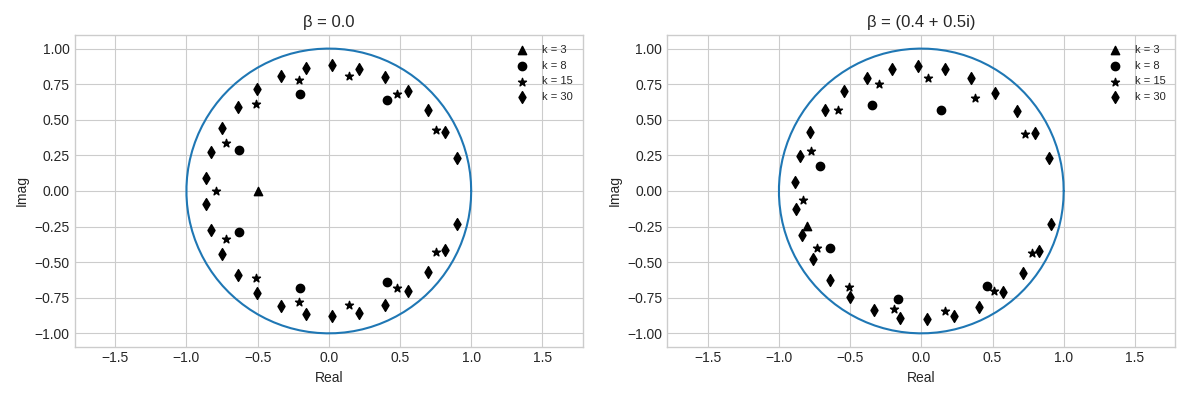 β = 0.0
k = 3
k = 8
k = 15
k = 30
1.00
0.75
0.50
0.25
0.00
−0.25
−0.50
−0.75
−1.00
Imag
−1.5
−1.0
−0.5
0.0
0.5
1.0
1.5
Real
β = (0.4 + 0.5i)
k = 3
k = 8
k = 15
k = 30
1.00
0.75
0.50
0.25
0.00
−0.25
−0.50
−0.75
−1.00
Imag
−1.5
−1.0
−0.5
0.0
0.5
1.0
1.5
Real